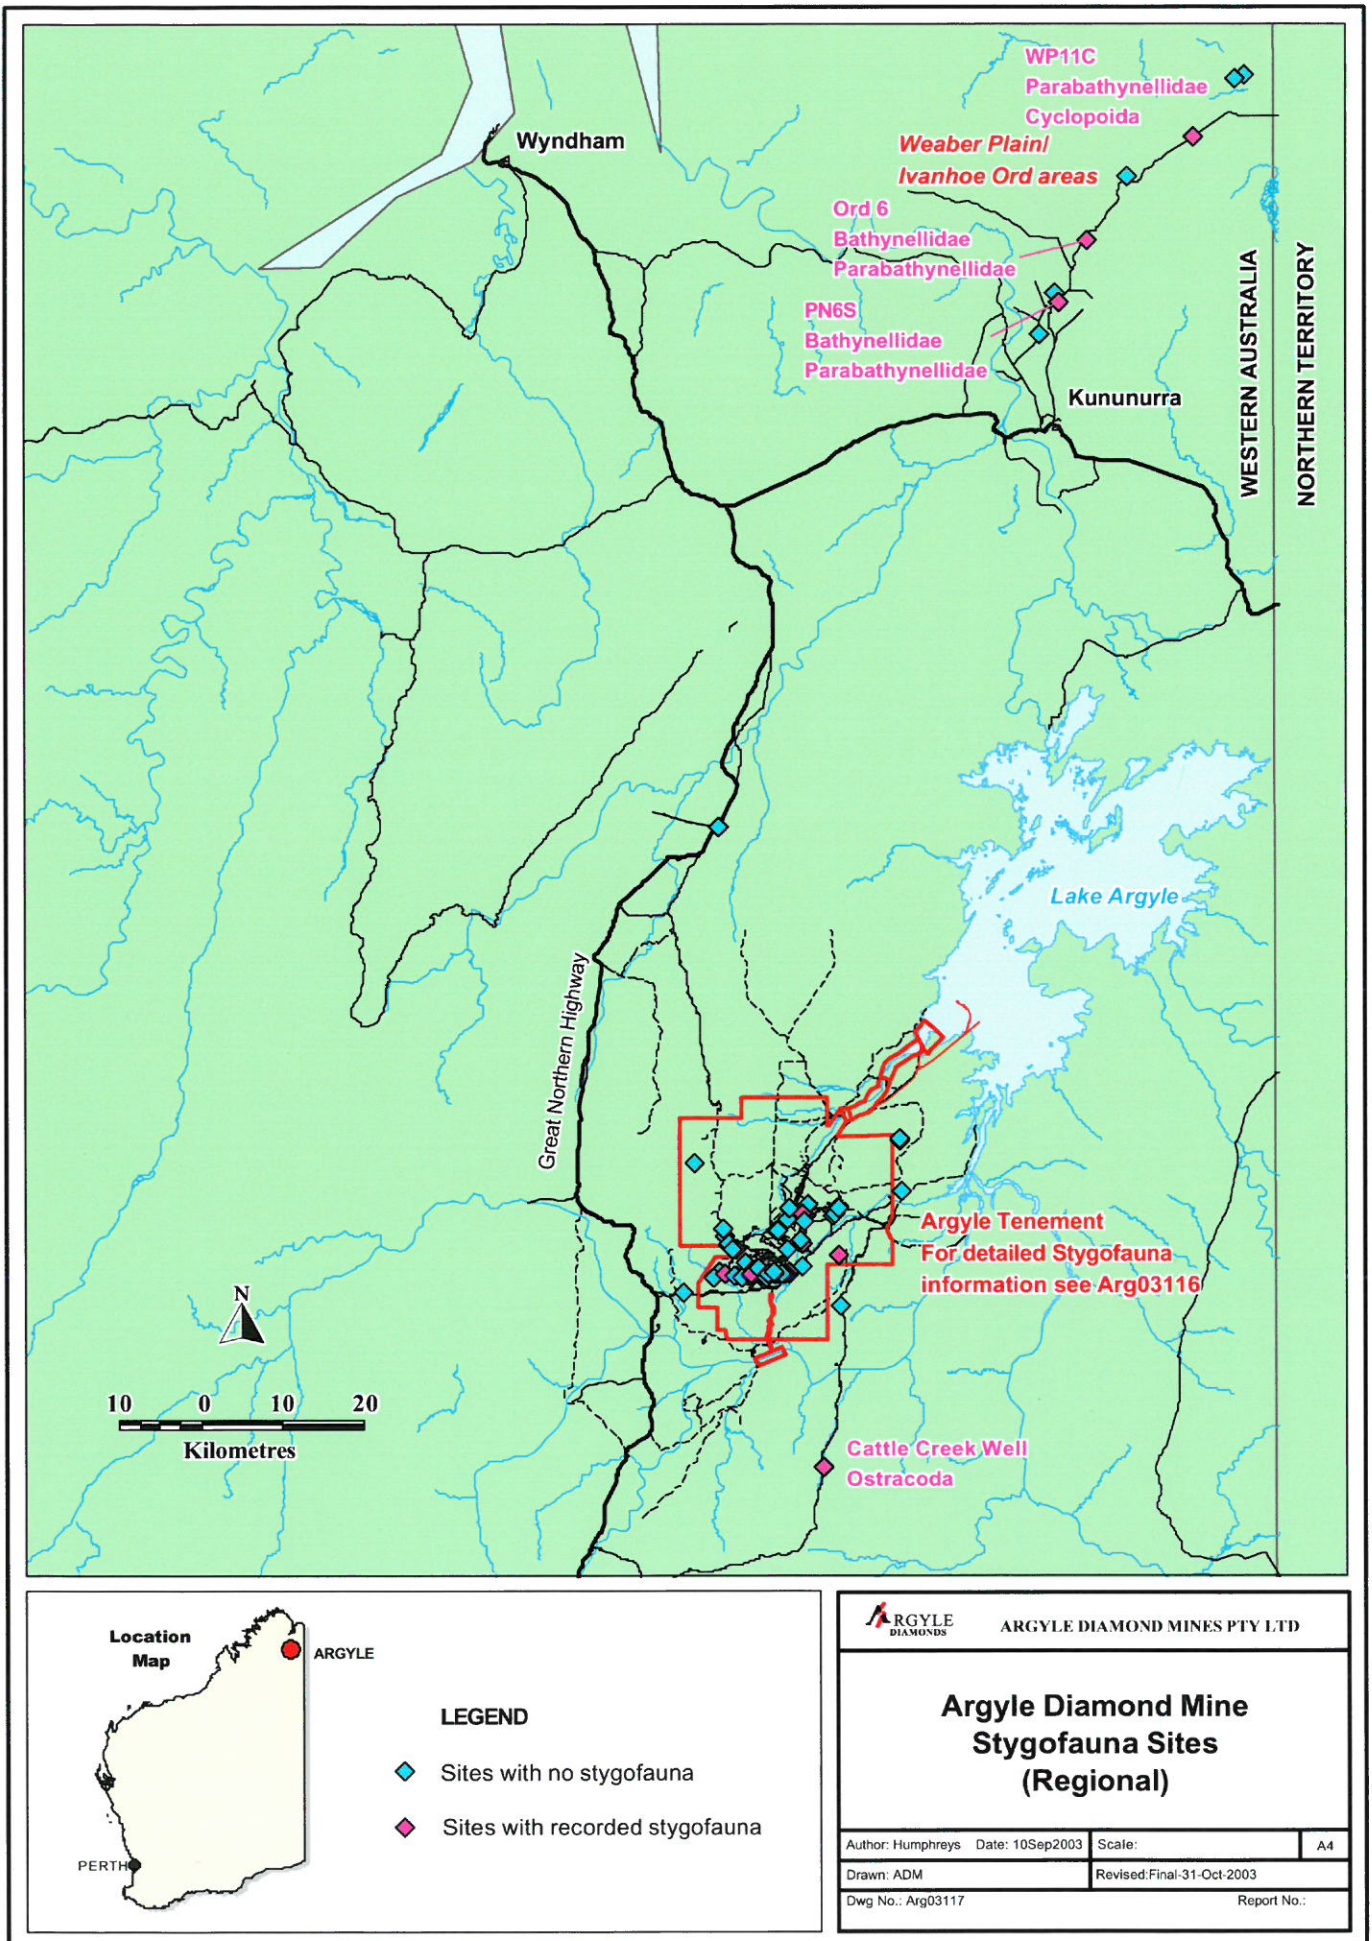 WP11C
Parabathynellidae
Cyclopoida
Wyndham
Weaber Plain/
Ivanhoe Ord areas
Ord 6
Bathynellidae
Parabathynellidae
WESTERN AUSTRALIA
NORTHERN TERRITORY
PN6S
Bathynellidae
Parabathynellidae
Kununurra
Lake Argyle
Great Northern Highway
Argyle Tenement
For detailed Stygofauna
information see Arg03116
N
10 0 10 20
Kilometres
Cattle Creek Well
Ostracoda
Location
Map
ARGYLE
PERTH
LEGEND
Sites with no stygofauna
Sites with recorded stygofauna
ARGYLE
DIAMONDS
ARGYLE DIAMOND MINES PTY LTD
Argyle Diamond Mine
Stygofauna Sites
(Regional)
Author: Humphreys Date: 10Sep2003 Scale: A4
Drawn: ADM Revised:Final-31-Oct-2003
Dwg No.: Arg03117 Report No.: